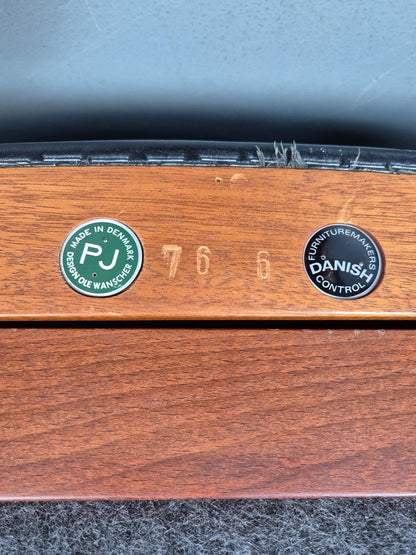 MADE IN DENMARK
PJ
DESIGN OLE WANSCHER
76 6
FURNITUREMAKERS
DANISH
CONTROL